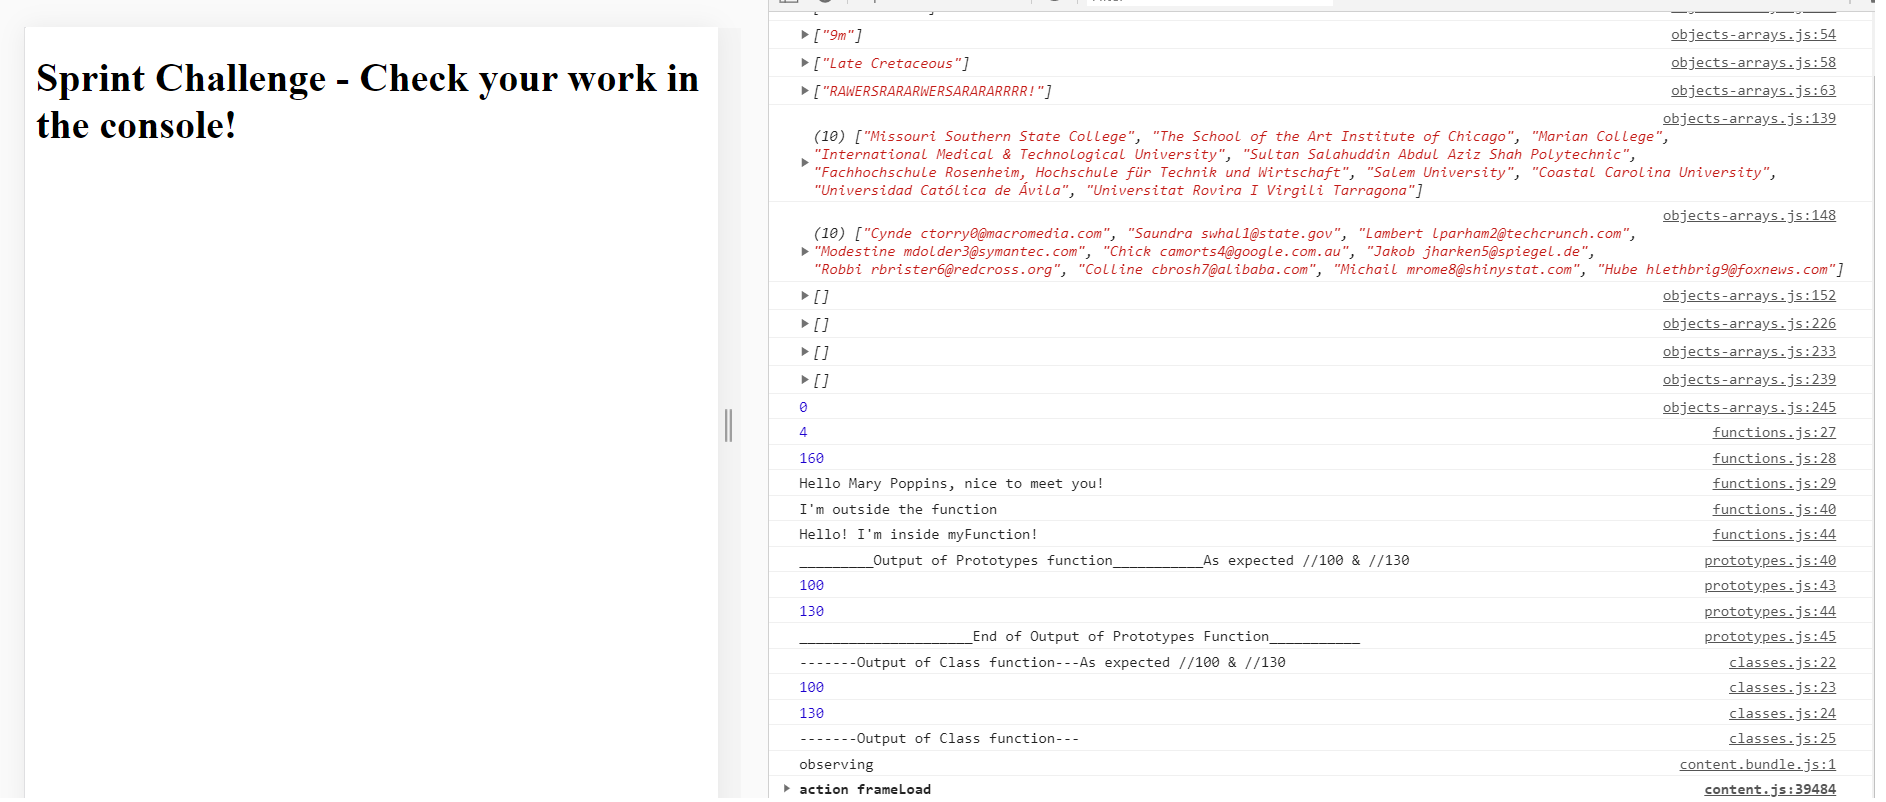 Sprint Challenge - Check your work in
the console!
["9m"] objects-arrays.js:54
["Late Cretaceous"] objects-arrays.js:58
["RAWERSRARARWERSARARARRRR!"] objects-arrays.js:63
objects-arrays.js:139
(10) ["Missouri Southern State College", "The School of the Art Institute of Chicago", "Marian College",
"International Medical & Technological University", "Sultan Salahuddin Abdul Aziz Shah Polytechnic",
"Fachhochschule Rosenheim, Hochschule für Technik und Wirtschaft", "Salem University", "Coastal Carolina University",
"Universidad Católica de Ávila", "Universitat Rovira I Virgili Tarragona"]
objects-arrays.js:148
(10) ["Cynde ctorry0@macromedia.com", "Saundra swhal1@state.gov", "Lambert lparham2@techcrunch.com",
"Modestine mdolder3@symantec.com", "Chick camorts4@google.com.au", "Jakob jharken5@spiegel.de",
"Robbi rbrister6@redcross.org", "Colline cbrosh7@alibaba.com", "Michail mrome8@shinystat.com", "Hube hlethbrig9@foxnews.com"]
[] objects-arrays.js:152
[] objects-arrays.js:226
[] objects-arrays.js:233
[] objects-arrays.js:239
0 objects-arrays.js:245
4 functions.js:27
160 functions.js:28
Hello Mary Poppins, nice to meet you! functions.js:29
I'm outside the function functions.js:40
Hello! I'm inside myFunction! functions.js:44
_________Output of Prototypes function___________As expected //100 & //130 prototypes.js:40
100 prototypes.js:43
130 prototypes.js:44
_____________________End of Output of Prototypes Function___________ prototypes.js:45
-------Output of Class function---As expected //100 & //130 classes.js:22
100 classes.js:23
130 classes.js:24
-------Output of Class function--- classes.js:25
observing content.bundle.js:1
action frameLoad content.js:39484